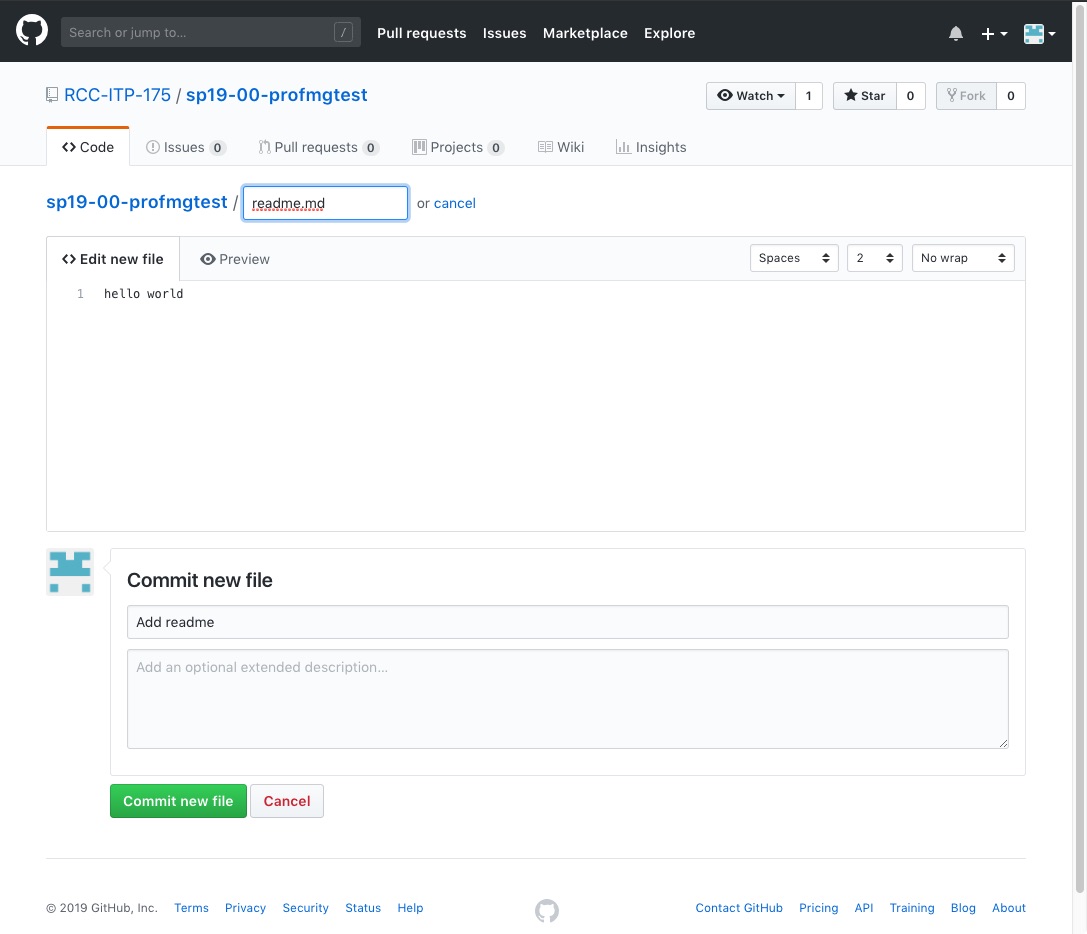 Search or jump to… /
Pull requests Issues Marketplace Explore
RCC-ITP-175 / sp19-00-profmgtest
Watch 1 Star 0 Fork 0
Code Issues 0 Pull requests 0 Projects 0 Wiki Insights
sp19-00-profmgtest / readme.md or cancel
Edit new file Preview Spaces 2 No wrap
1 hello world
Commit new file
Add readme
Add an optional extended description…
Commit new file Cancel
© 2019 GitHub, Inc. Terms Privacy Security Status Help Contact GitHub Pricing API Training Blog About